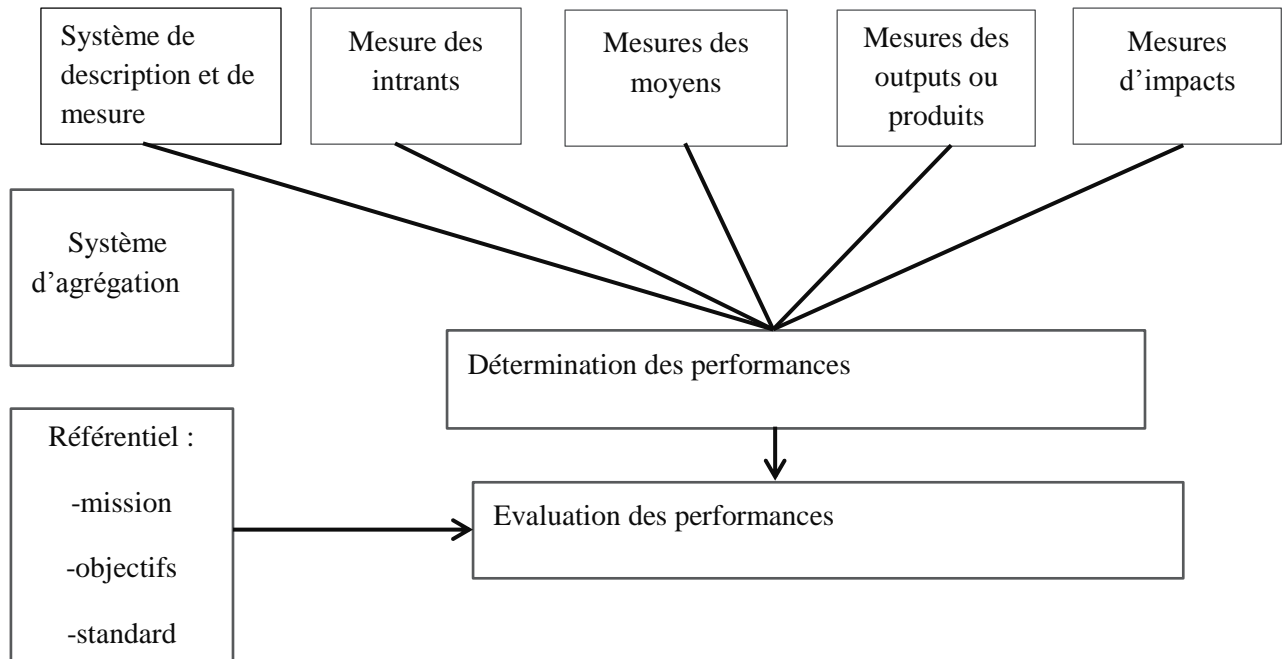 Système de
description et de
mesure
Mesure des
intrants
Mesures des
moyens
Mesures des
outputs ou
produits
Mesures
d’impacts
Système
d’agrégation
Détermination des performances
Référentiel :
-mission
-objectifs
-standard
Evaluation des performances